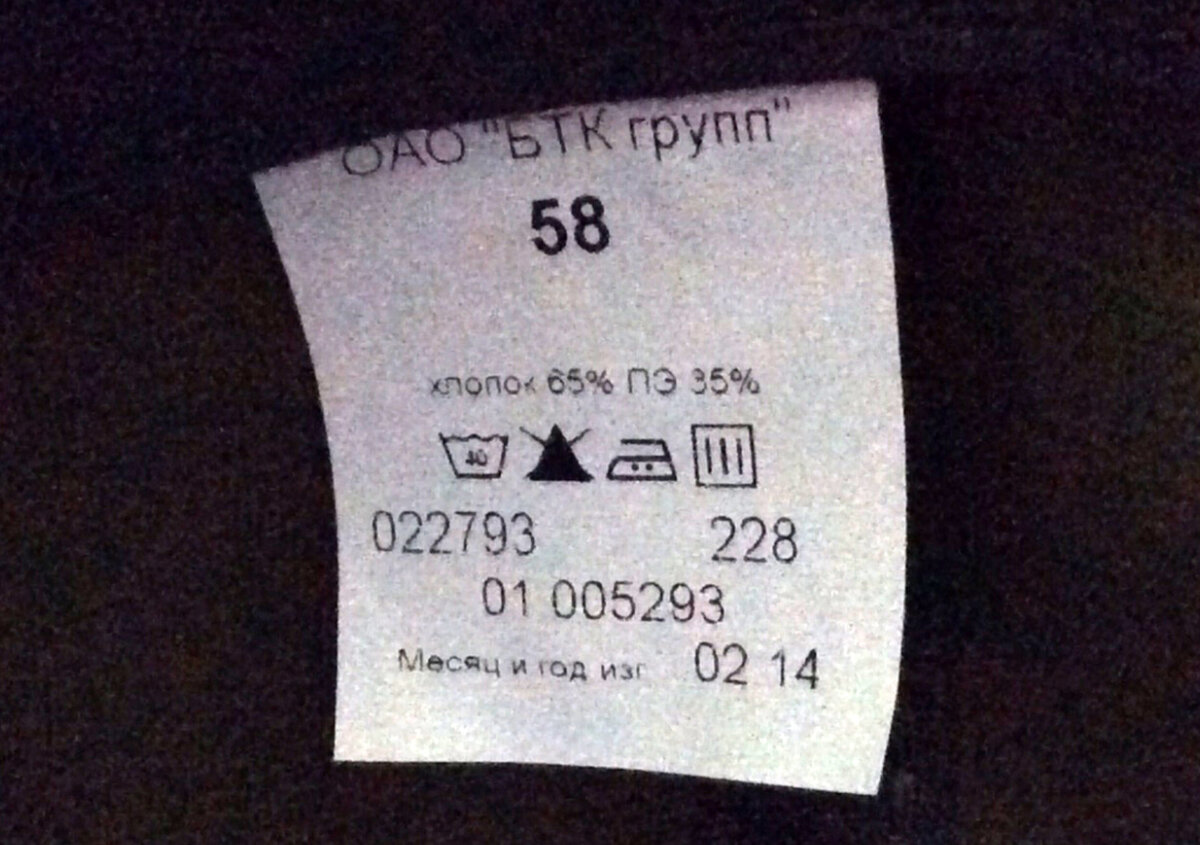 ОАО "БТК групп"
58
хлопок 65% ПЭ 35%
40
022793 228
01 005293
Месяц и год изг 02 14